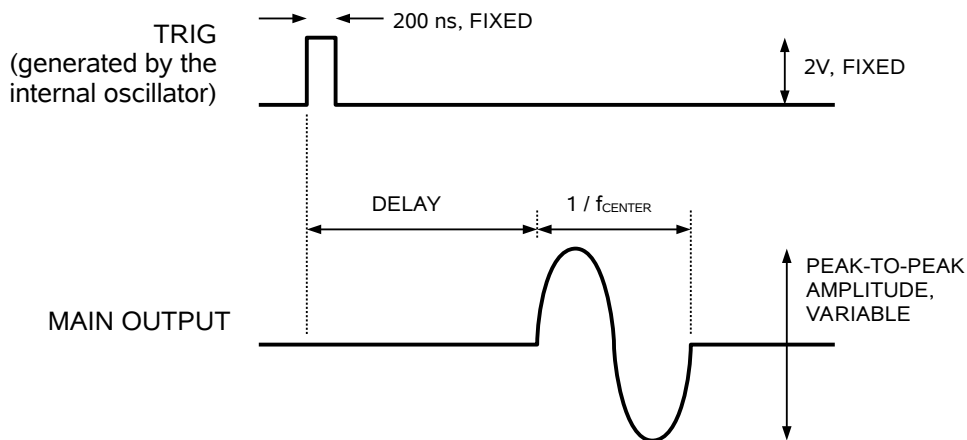 200 ns, FIXED
TRIG
(generated by the
internal oscillator)
2V, FIXED
DELAY
1 / fCENTER
PEAK-TO-PEAK
AMPLITUDE,
VARIABLE
MAIN OUTPUT